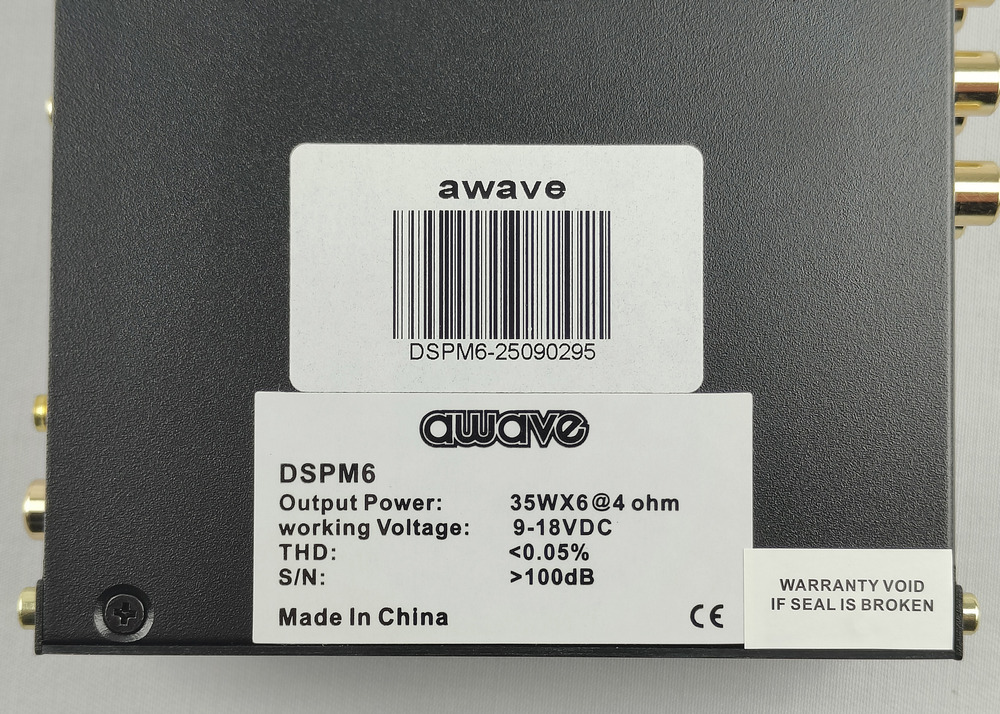 awave
DSPM6-25090295
awave
DSPM6
Output Power: 35WX6@4 ohm
working Voltage: 9-18VDC
THD: <0.05%
S/N: >100dB
Made In China CE
WARRANTY VOID
IF SEAL IS BROKEN